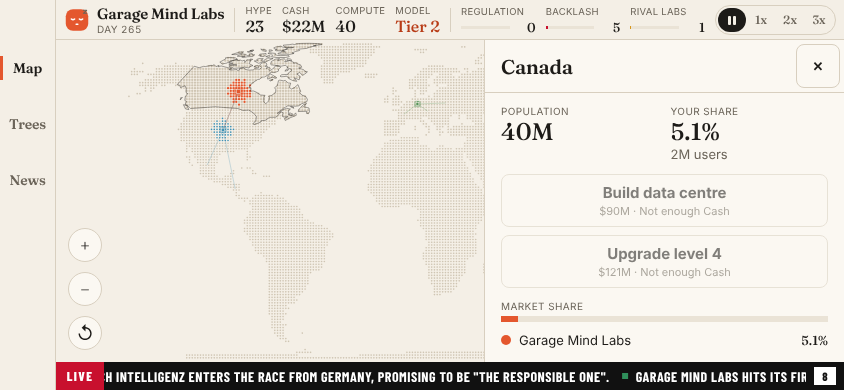 Garage Mind Labs
DAY 265
HYPE
23
CASH
$22M
COMPUTE
40
MODEL
Tier 2
REGULATION
0
BACKLASH
5
RIVAL LABS
1
1x
2x
3x
Map
Trees
News
+
−
Canada
×
POPULATION
40M
YOUR SHARE
5.1%
2M users
Build data centre
$90M · Not enough Cash
Upgrade level 4
$121M · Not enough Cash
MARKET SHARE
Garage Mind Labs 5.1%
LIVE
H INTELLIGENZ ENTERS THE RACE FROM GERMANY, PROMISING TO BE "THE RESPONSIBLE ONE". GARAGE MIND LABS HITS ITS FIR
8